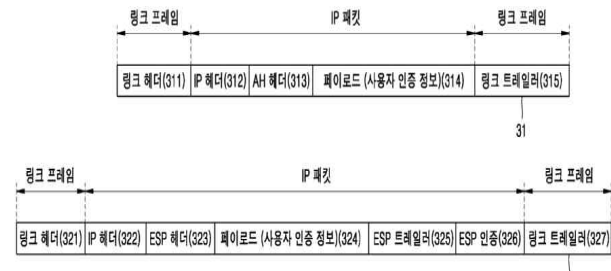 링크 프레임 IP 패킷 링크 프레임
링크 헤더(311) IP 헤더(312) AH 헤더(313) 페이로드 (사용자 인증 정보)(314) 링크 트레일러(315)
31
링크 프레임 IP 패킷 링크 프레임
링크 헤더(321) IP 헤더(322) ESP 헤더(323) 페이로드 (사용자 인증 정보)(324) ESP 트레일러(325) ESP 인증(326) 링크 트레일러(327)